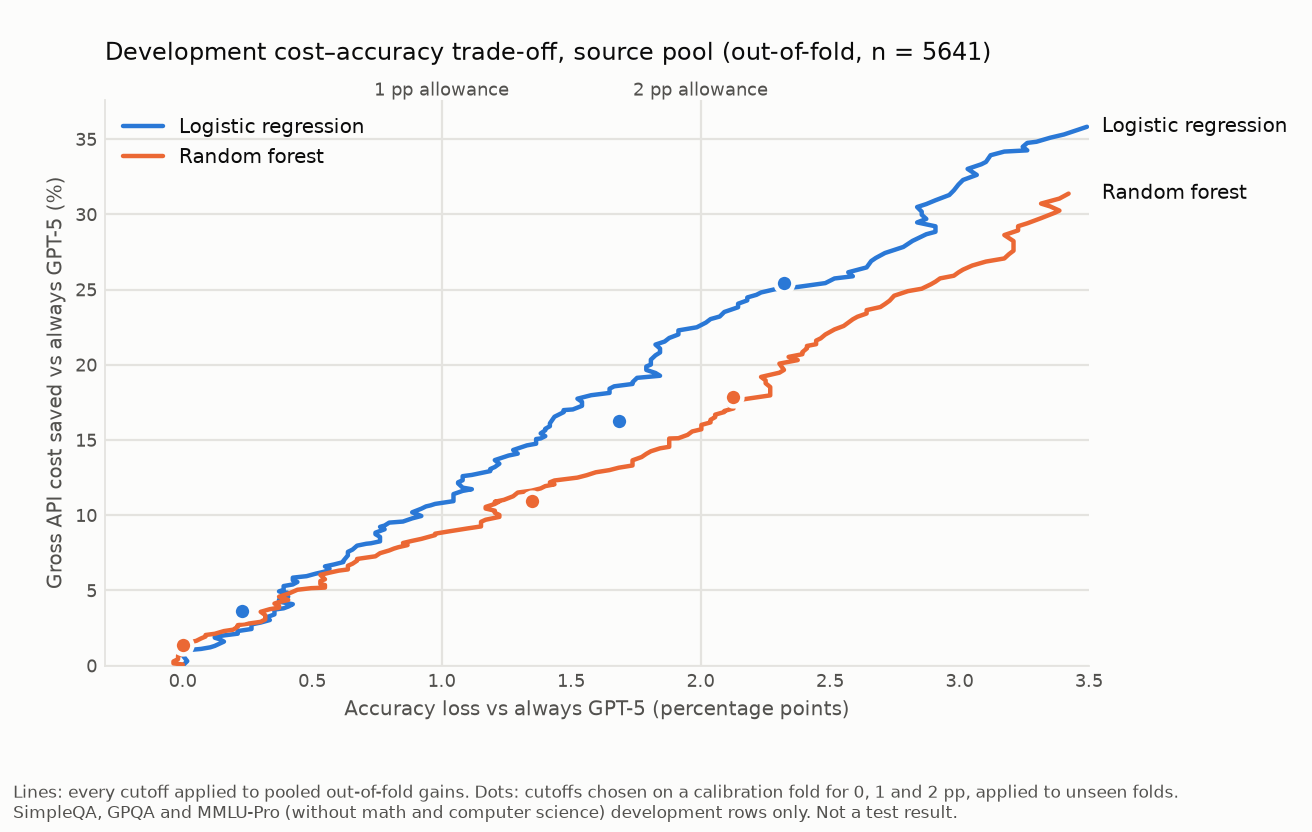 Development cost–accuracy trade-off, source pool (out-of-fold, n = 5641)
1 pp allowance
2 pp allowance
Logistic regression
Random forest
Logistic regression
Random forest
Gross API cost saved vs always GPT-5 (%)
35
30
25
20
15
10
5
0
0.0
0.5
1.0
1.5
2.0
2.5
3.0
3.5
Accuracy loss vs always GPT-5 (percentage points)
Lines: every cutoff applied to pooled out-of-fold gains. Dots: cutoffs chosen on a calibration fold for 0, 1 and 2 pp, applied to unseen folds.
SimpleQA, GPQA and MMLU-Pro (without math and computer science) development rows only. Not a test result.